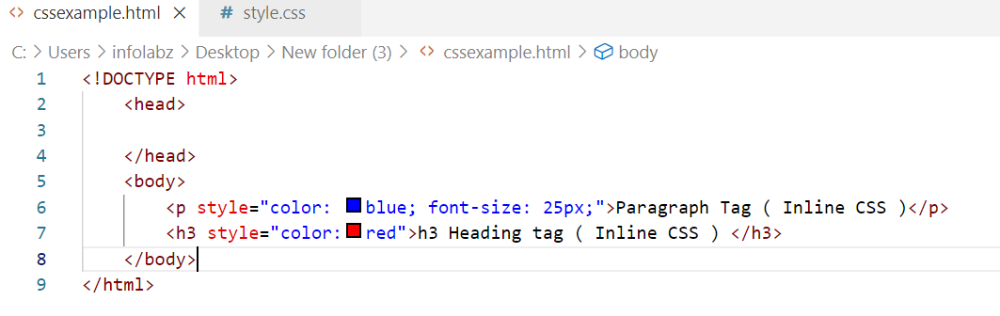 <> cssexample.html × # style.css
C: > Users > infolabz > Desktop > New folder (3) > <> cssexample.html > body
1 <!DOCTYPE html>
2     <head>
3
4     </head>
5     <body>
6         <p style="color: blue; font-size: 25px;">Paragraph Tag ( Inline CSS )</p>
7         <h3 style="color:red">h3 Heading tag ( Inline CSS ) </h3>
8     </body>
9 </html>